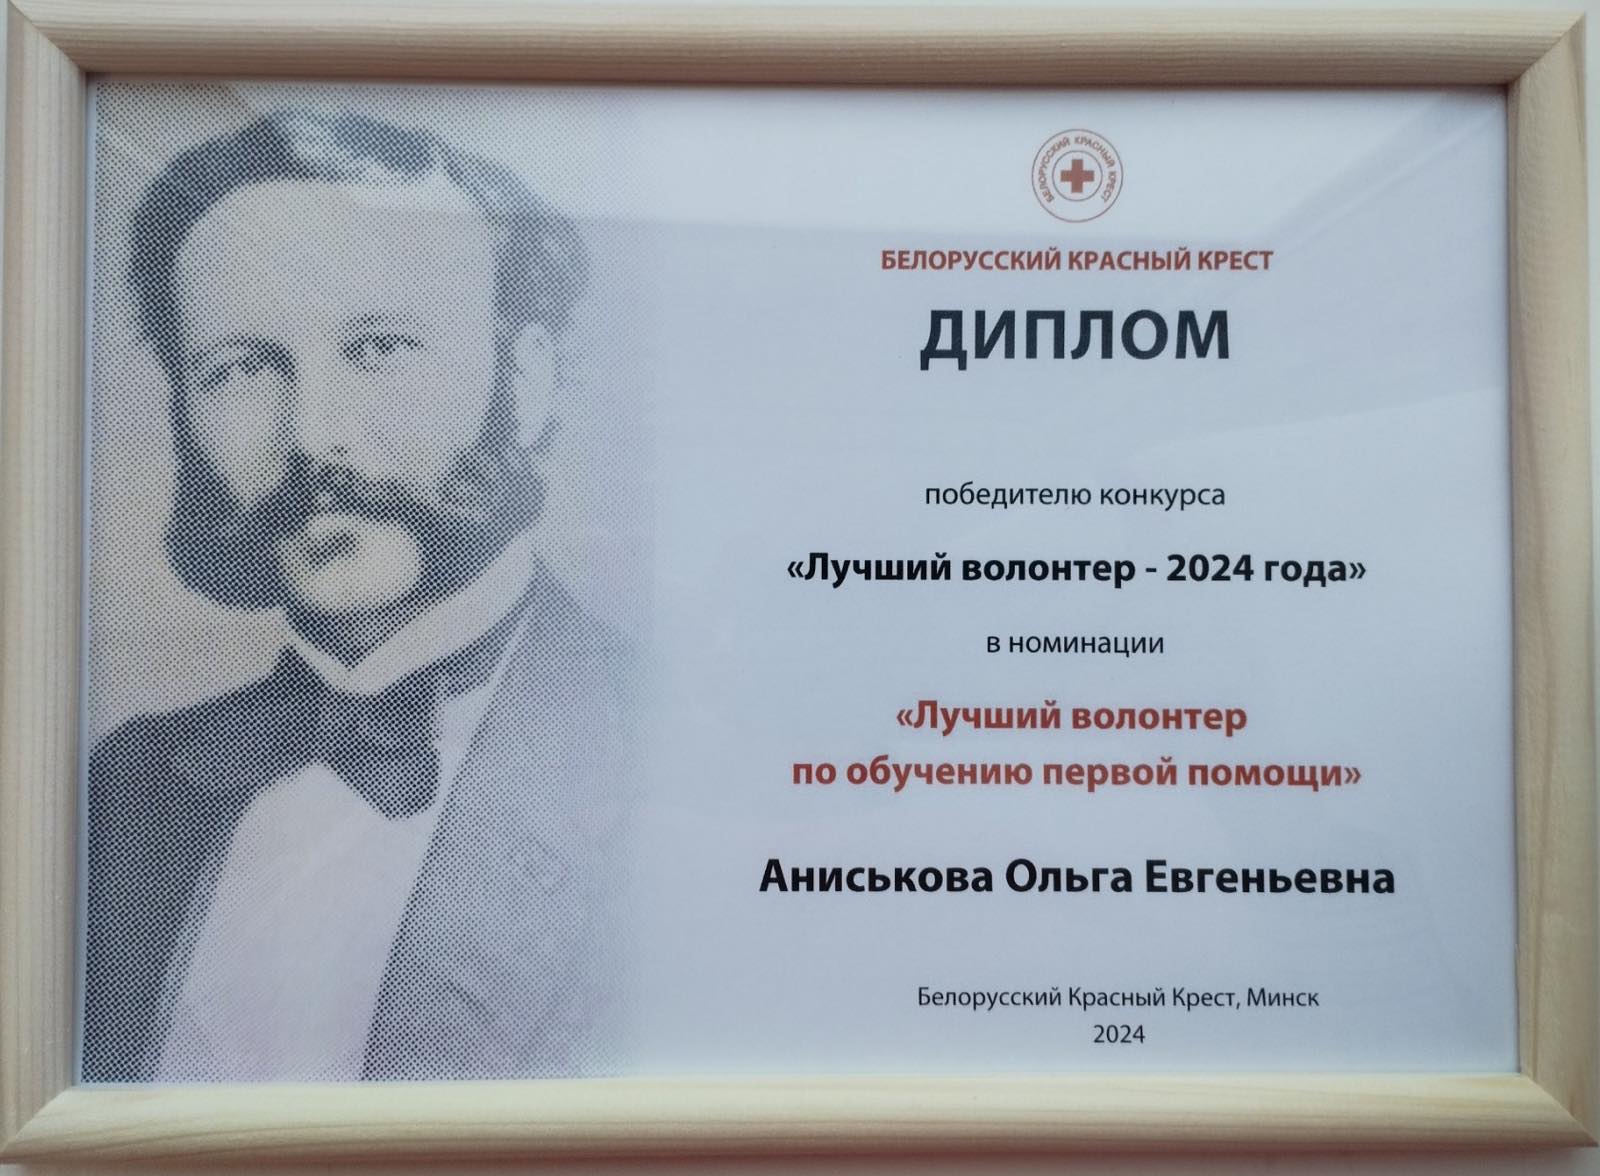 БЕЛОРУССКИЙ КРАСНЫЙ КРЕСТ
БЕЛОРУССКИЙ КРАСНЫЙ КРЕСТ
ДИПЛОМ
победителю конкурса
«Лучший волонтер - 2024 года»
в номинации
«Лучший волонтер
по обучению первой помощи»
Аниськова Ольга Евгеньевна
Белорусский Красный Крест, Минск
2024